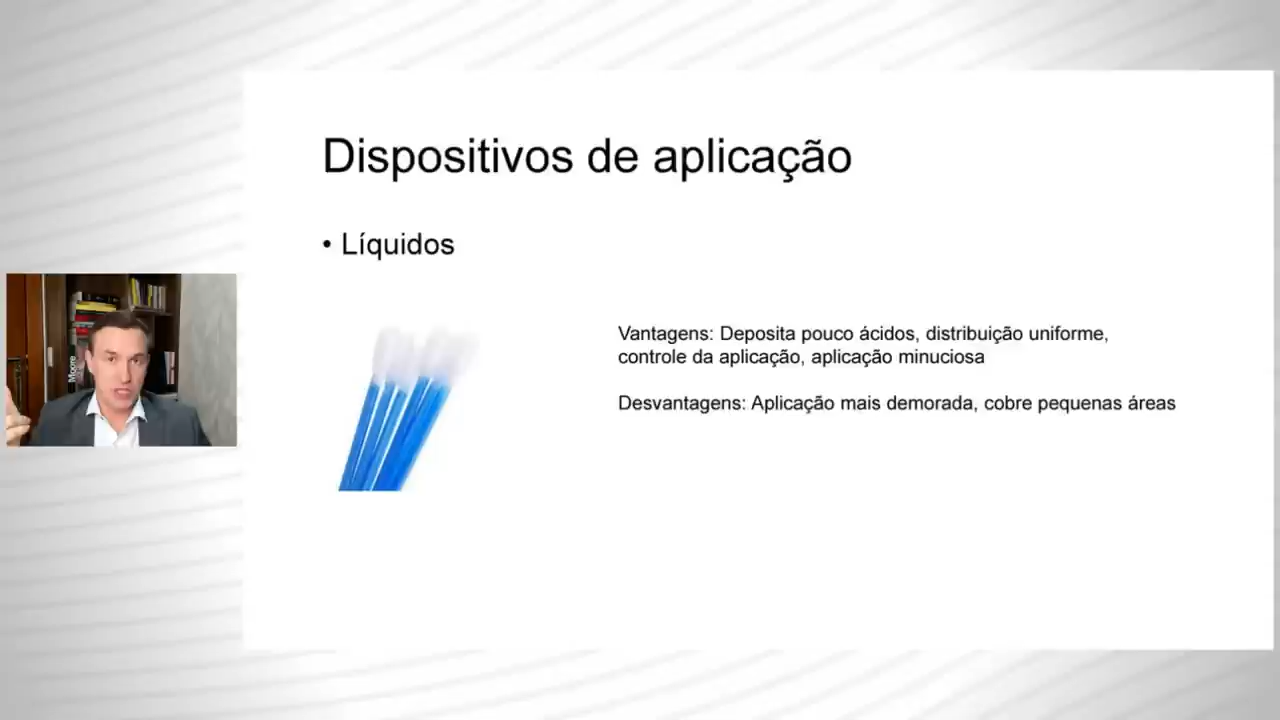 Dispositivos de aplicação
• Líquidos
Vantagens: Deposita pouco ácidos, distribuição uniforme,
controle da aplicação, aplicação minuciosa
Desvantagens: Aplicação mais demorada, cobre pequenas áreas
Moore